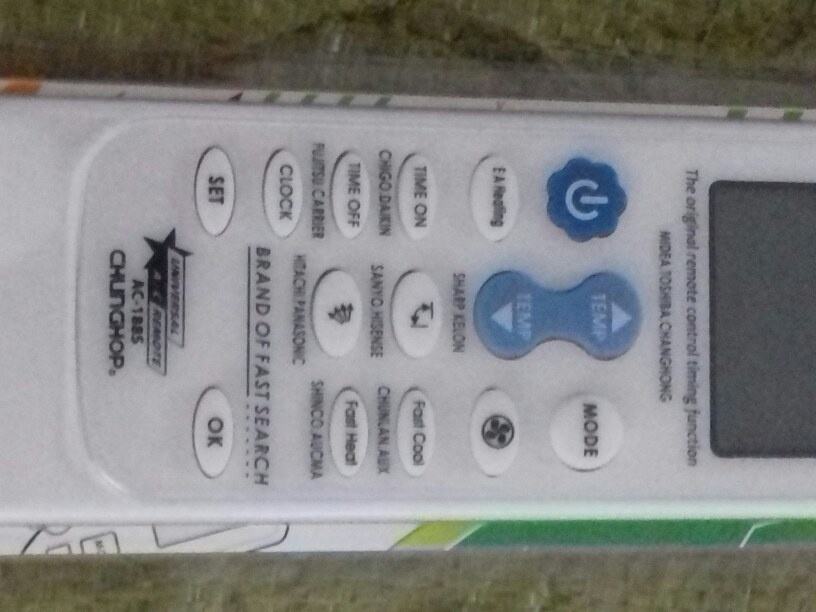 The original remote control timing function
MIDEA TOSHIBA CHANGHONG
TEMP
MODE
E-A Heating
TEMP
SHARP KELON
TIME ON
Fast Cool
CHIGO DAIKIN SANYO HISENSE CHUNLAN AUX
TIME OFF
Fast Heat
FUJITSU CARRIER HITACHI PANASONIC SHINCO AUCMA
CLOCK
BRAND OF FAST SEARCH.......
SET
OK
UNIVERSAL
A/C REMOTE
AC-188S
CHUNGHOP®